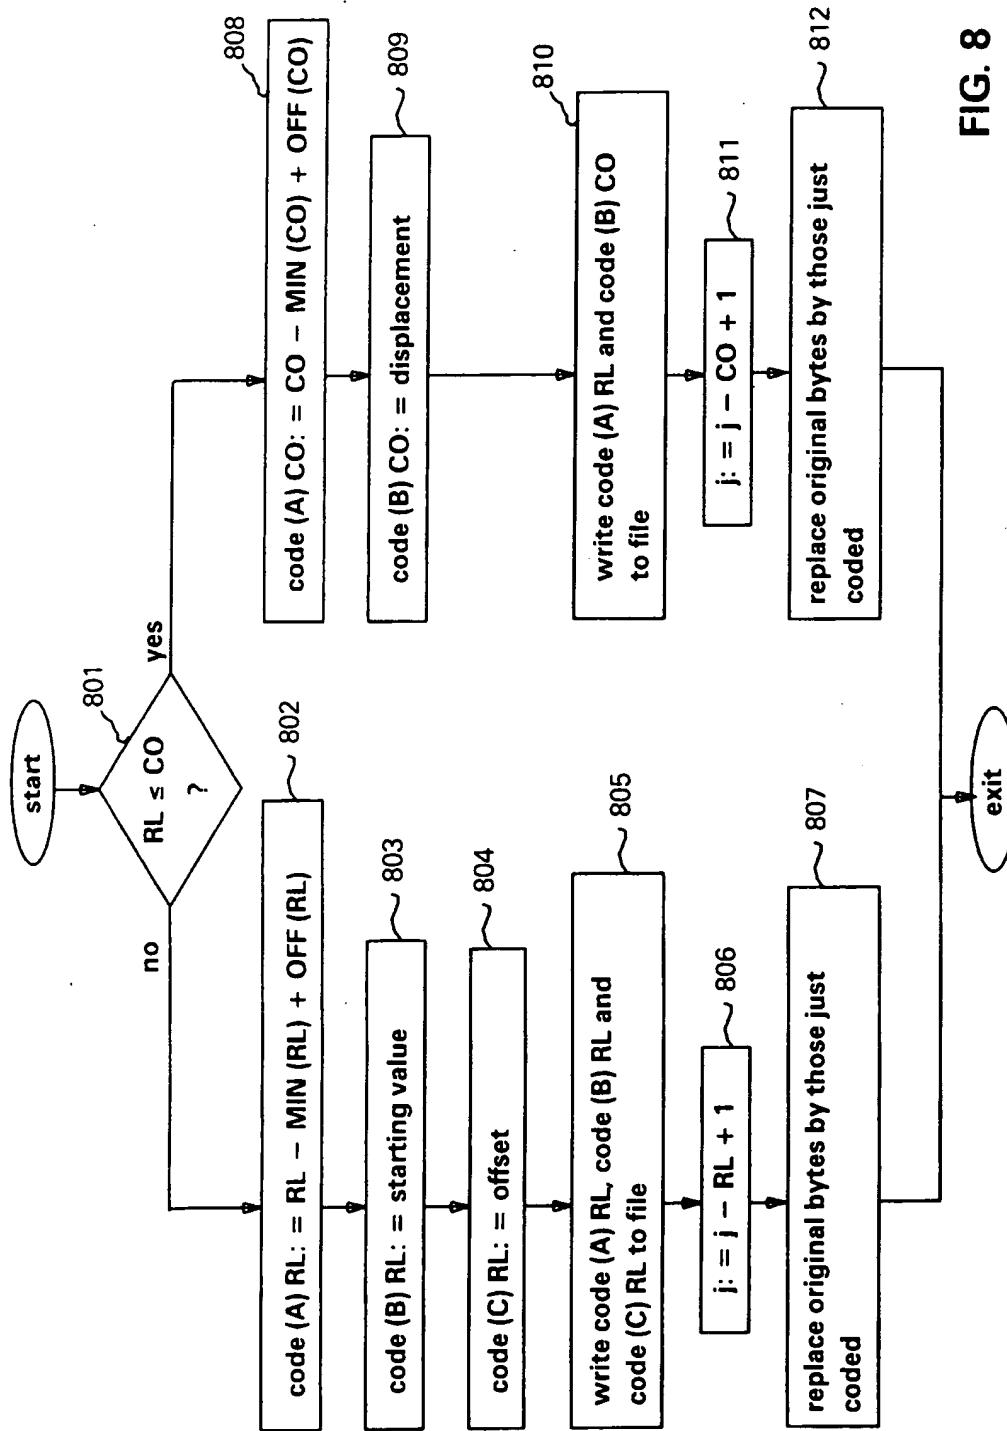 start
801
RL ≤ CO
?
no
yes
802
code (A) RL: = RL − MIN (RL) + OFF (RL)
803
code (B) RL: = starting value
804
code (C) RL: = offset
805
write code (A) RL, code (B) RL and
code (C) RL to file
806
j: = j − RL + 1
807
replace original bytes by those just
coded
808
code (A) CO: = CO − MIN (CO) + OFF (CO)
809
code (B) CO: = displacement
810
write code (A) RL and code (B) CO
to file
811
j: = j − CO + 1
812
replace original bytes by those just
coded
exit
FIG. 8